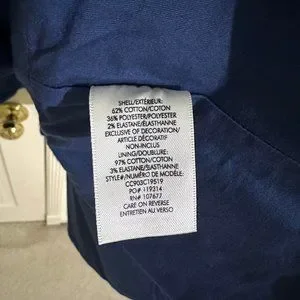 SHELL/EXTÉRIEUR:
62% COTTON/COTON
36% POLYESTER/POLYESTER
2% ELASTANE/ÉLASTHANNE
EXCLUSIVE OF DECORATION/
ARTICLE DÉCORATIF
NON-INCLUS
LINING/DOUBLURE:
97% COTTON/COTON
3% ELASTANE/ÉLASTHANNE
STYLE#/NUMÉRO DE MODÈLE:
CC903C19519
PO# 119214
RN# 107677
CARE ON REVERSE
ENTRETIEN AU VERSO